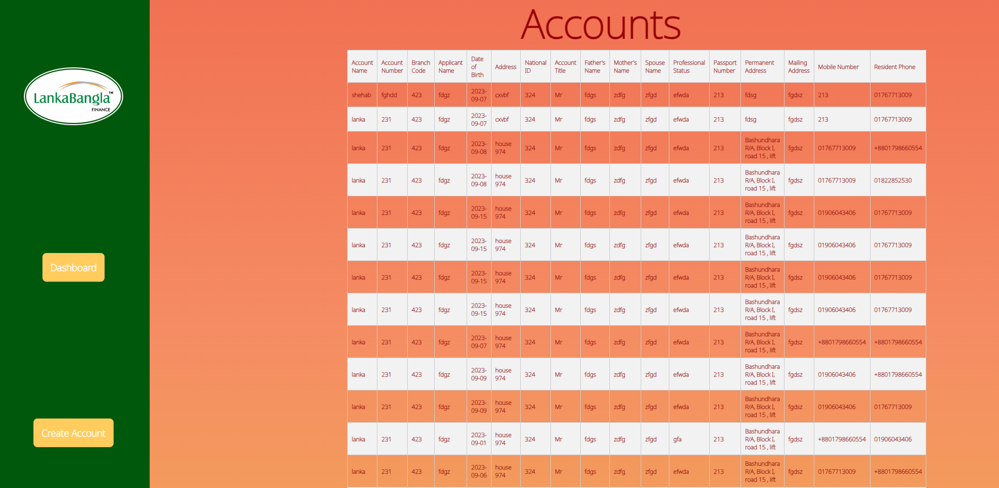 Accounts
LankaBangla™
FINANCE
Dashboard
Create Account
Account Name | Account Number | Branch Code | Applicant Name | Date of Birth | Address | National ID | Account Title | Father's Name | Mother's Name | Spouse Name | Professional Status | Passport Number | Permanent Address | Mailing Address | Mobile Number | Resident Phone
shehab | fghdd | 423 | fdgz | 2023-09-07 | cxvbf | 324 | Mr | fdgs | zdfg | zfgd | efwda | 213 | fdsg | fgdsz | 213 | 01767713009
lanka | 231 | 423 | fdgz | 2023-09-07 | cxvbf | 324 | Mr | fdgs | zdfg | zfgd | efwda | 213 | fdsg | fgdsz | 213 | 01767713009
lanka | 231 | 423 | fdgz | 2023-09-08 | house 974 | 324 | Mr | fdgs | zdfg | zfgd | efwda | 213 | Bashundhara R/A, Block I, road 15 , lift | fgdsz | 01767713009 | +8801798660554
lanka | 231 | 423 | fdgz | 2023-09-08 | house 974 | 324 | Mr | fdgs | zdfg | zfgd | efwda | 213 | Bashundhara R/A, Block I, road 15 , lift | fgdsz | 01767713009 | 01822852530
lanka | 231 | 423 | fdgz | 2023-09-15 | house 974 | 324 | Mr | fdgs | zdfg | zfgd | efwda | 213 | Bashundhara R/A, Block I, road 15 , lift | fgdsz | 01906043406 | 01767713009
lanka | 231 | 423 | fdgz | 2023-09-15 | house 974 | 324 | Mr | fdgs | zdfg | zfgd | efwda | 213 | Bashundhara R/A, Block I, road 15 , lift | fgdsz | 01906043406 | 01767713009
lanka | 231 | 423 | fdgz | 2023-09-15 | house 974 | 324 | Mr | fdgs | zdfg | zfgd | efwda | 213 | Bashundhara R/A, Block I, road 15 , lift | fgdsz | 01906043406 | 01767713009
lanka | 231 | 423 | fdgz | 2023-09-15 | house 974 | 324 | Mr | fdgs | zdfg | zfgd | efwda | 213 | Bashundhara R/A, Block I, road 15 , lift | fgdsz | 01906043406 | 01767713009
lanka | 231 | 423 | fdgz | 2023-09-07 | house 974 | 324 | Mr | fdgs | zdfg | zfgd | efwda | 213 | Bashundhara R/A, Block I, road 15 , lift | fgdsz | +8801798660554 | +8801798660554
lanka | 231 | 423 | fdgz | 2023-09-09 | house 974 | 324 | Mr | fdgs | zdfg | zfgd | efwda | 213 | Bashundhara R/A, Block I, road 15 , lift | fgdsz | 01906043406 | +8801798660554
lanka | 231 | 423 | fdgz | 2023-09-09 | house 974 | 324 | Mr | fdgs | zdfg | zfgd | efwda | 213 | Bashundhara R/A, Block I, road 15 , lift | fgdsz | 01906043406 | 01767713009
lanka | 231 | 423 | fdgz | 2023-09-01 | house 974 | 324 | Mr | fdgs | zdfg | zfgd | gfa | 213 | Bashundhara R/A, Block I, road 15 , lift | fgdsz | +8801798660554 | 01906043406
lanka | 231 | 423 | fdgz | 2023-09-06 | house 974 | 324 | Mr | fdgs | zdfg | zfgd | efwda | 213 | Bashundhara R/A, Block I, road 15 , lift | fgdsz | 01767713009 | +8801798660554